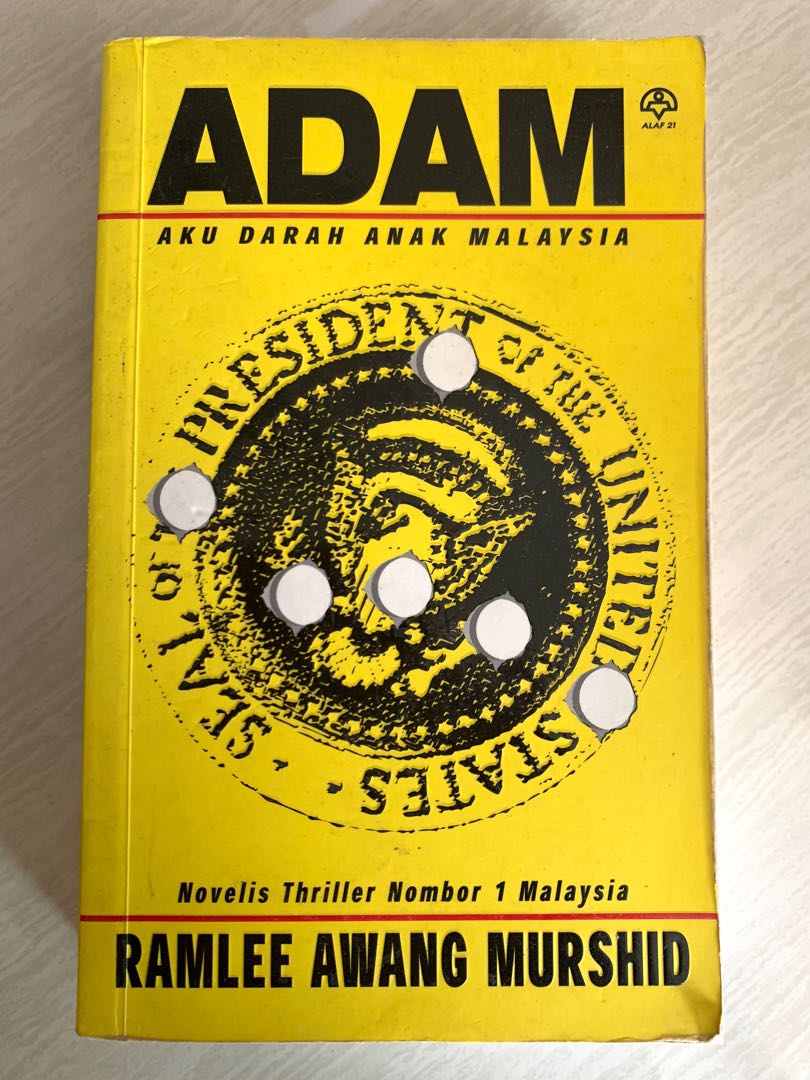 ADAM
ALAF 21
AKU DARAH ANAK MALAYSIA
SEAL OF PRESIDENT OF THE UNITED STATES
Novelis Thriller Nombor 1 Malaysia
RAMLEE AWANG MURSHID